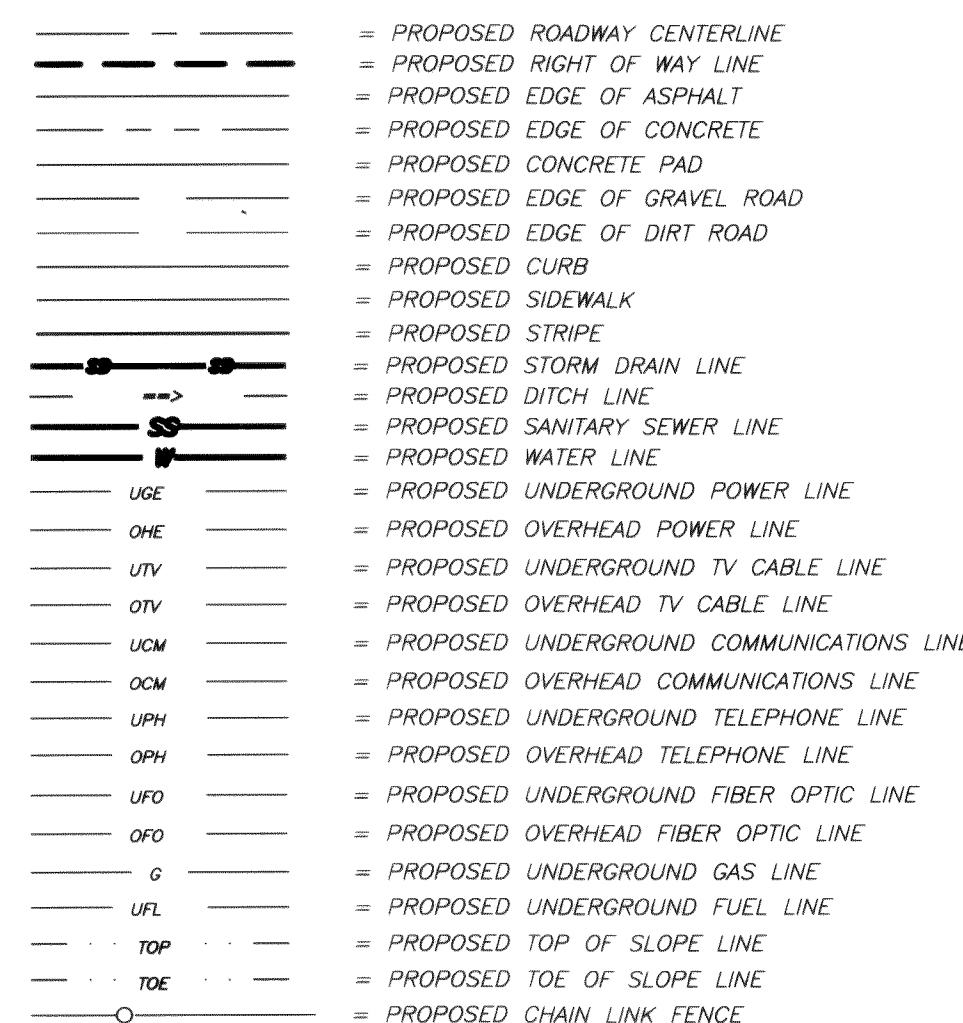 = PROPOSED ROADWAY CENTERLINE
= PROPOSED RIGHT OF WAY LINE
= PROPOSED EDGE OF ASPHALT
= PROPOSED EDGE OF CONCRETE
= PROPOSED CONCRETE PAD
= PROPOSED EDGE OF GRAVEL ROAD
= PROPOSED EDGE OF DIRT ROAD
= PROPOSED CURB
= PROPOSED SIDEWALK
= PROPOSED STRIPE
SD SD = PROPOSED STORM DRAIN LINE
==> = DITCH LINE
SS = PROPOSED SANITARY SEWER LINE
W = PROPOSED WATER LINE
UGE = PROPOSED UNDERGROUND POWER LINE
OHE = PROPOSED OVERHEAD POWER LINE
UTV = PROPOSED UNDERGROUND TV CABLE LINE
OTV = PROPOSED OVERHEAD TV CABLE LINE
UCM = PROPOSED UNDERGROUND COMMUNICATIONS LINE
OCM = PROPOSED OVERHEAD COMMUNICATIONS LINE
UPH = PROPOSED UNDERGROUND TELEPHONE LINE
OPH = PROPOSED OVERHEAD TELEPHONE LINE
UFO = PROPOSED UNDERGROUND FIBER OPTIC LINE
OFO = PROPOSED OVERHEAD FIBER OPTIC LINE
G = PROPOSED UNDERGROUND GAS LINE
UFL = PROPOSED UNDERGROUND FUEL LINE
TOP = PROPOSED TOP OF SLOPE LINE
TOE = PROPOSED TOE OF SLOPE LINE
= PROPOSED CHAIN LINK FENCE